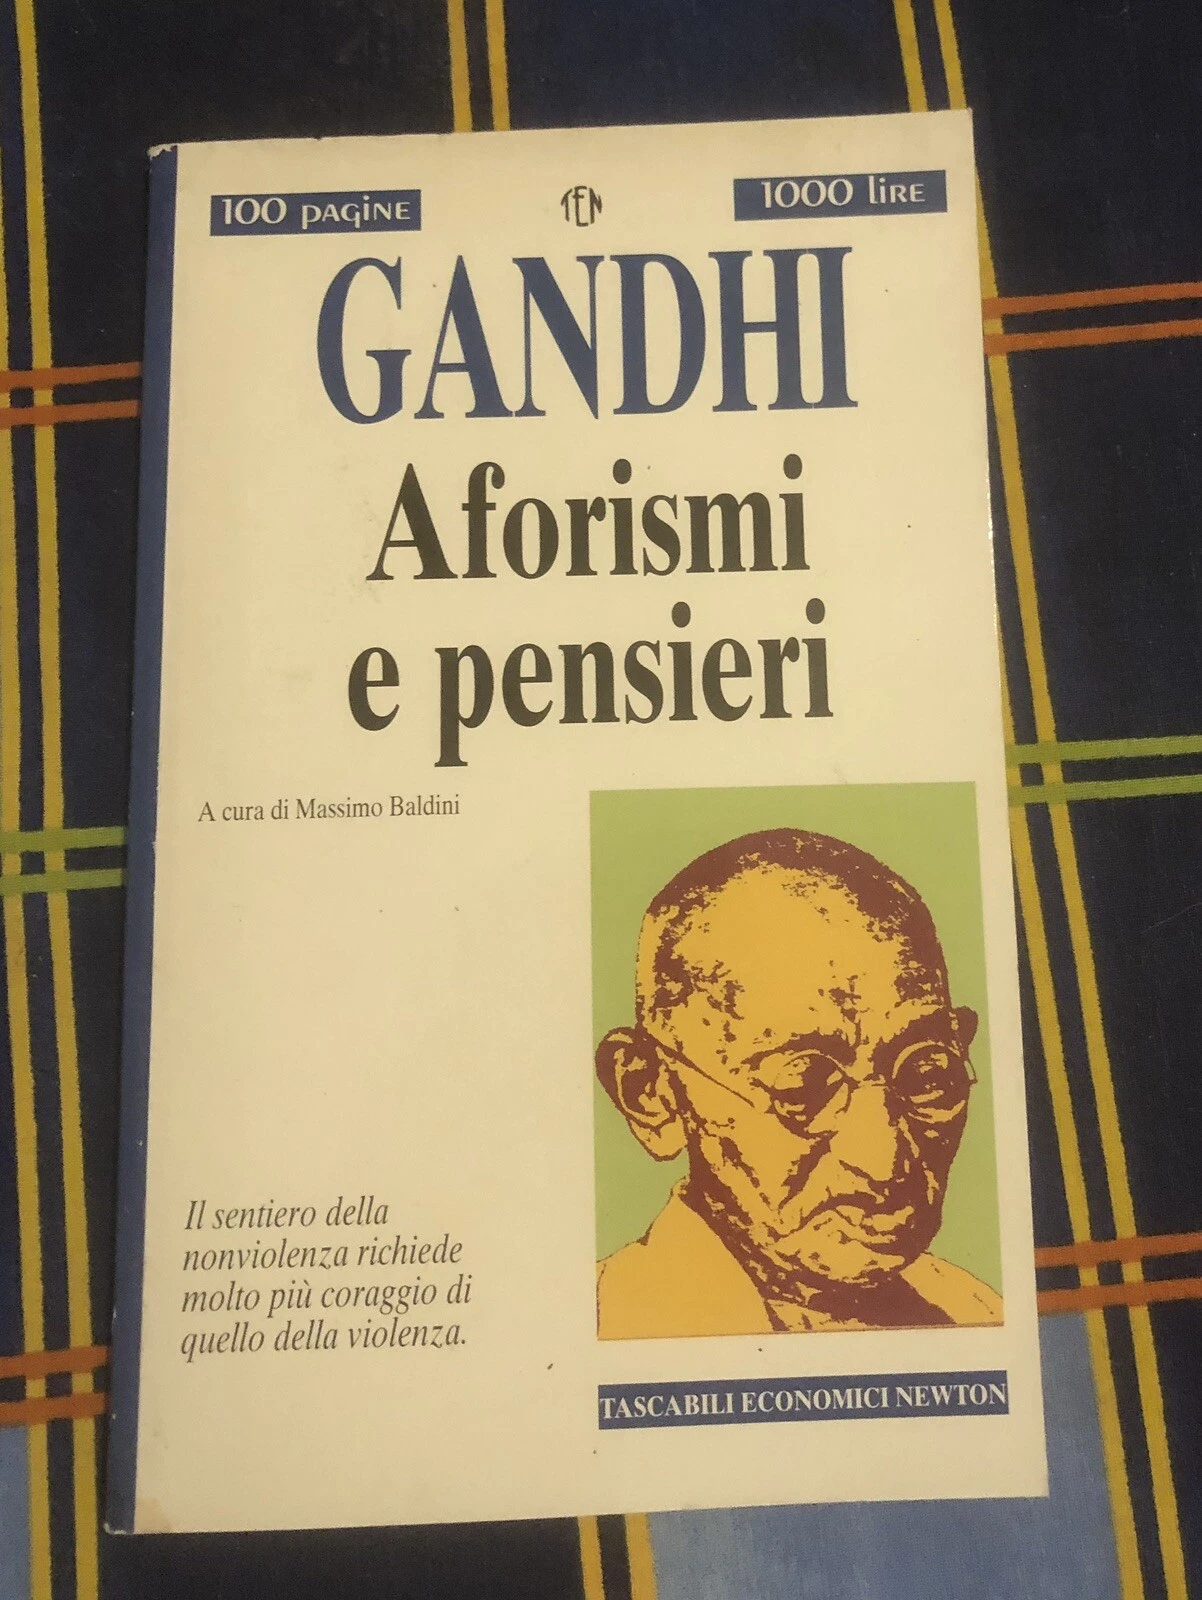 100 pagine
TEN
1000 lire
GANDHI
Aforismi
e pensieri
A cura di Massimo Baldini
Il sentiero della
nonviolenza richiede
molto più coraggio di
quello della violenza.
TASCABILI ECONOMICI NEWTON